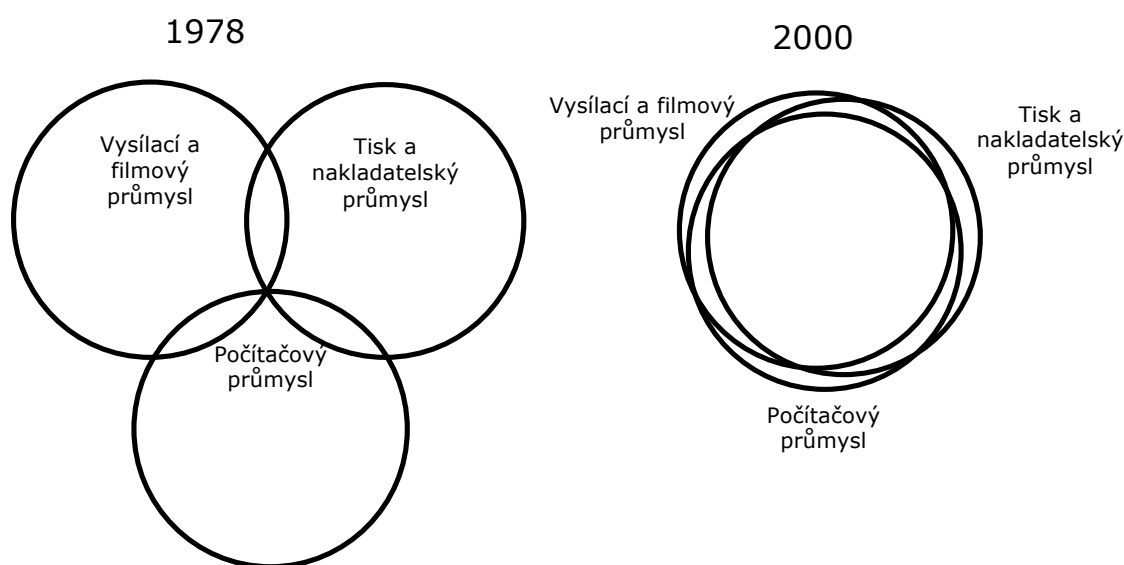 1978
Vysílací a
filmový
průmysl
Tisk a
nakladatelský
průmysl
Počítačový
průmysl
2000
Vysílací a filmový
průmysl
Tisk a
nakladatelský
průmysl
Počítačový
průmysl